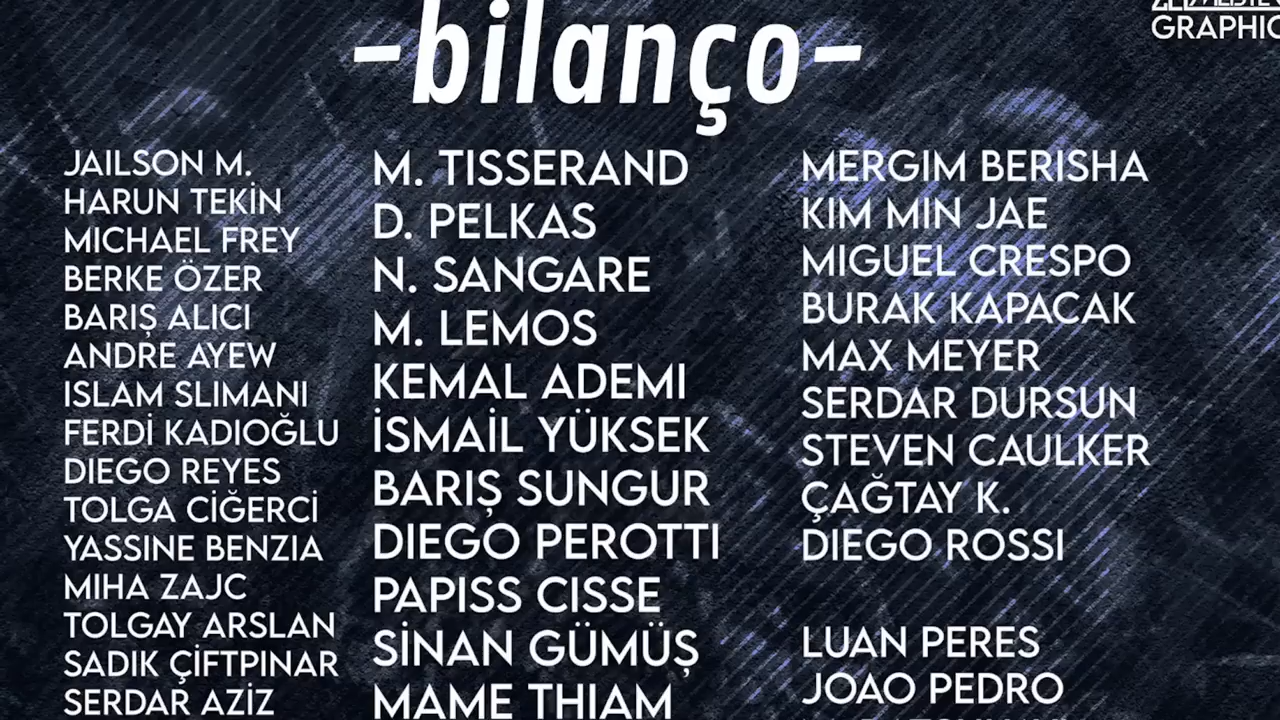 GRAPHIC
-bilanço-
JAILSON M.
HARUN TEKİN
MICHAEL FREY
BERKE ÖZER
BARIŞ ALICI
ANDRE AYEW
ISLAM SLIMANI
FERDİ KADIOĞLU
DIEGO REYES
TOLGA CİĞERCİ
YASSINE BENZIA
MIHA ZAJC
TOLGAY ARSLAN
SADIK ÇİFTPINAR
SERDAR AZİZ
M. TISSERAND
D. PELKAS
N. SANGARE
M. LEMOS
KEMAL ADEMI
İSMAİL YÜKSEK
BARIŞ SUNGUR
DIEGO PEROTTI
PAPISS CISSE
SİNAN GÜMÜŞ
MAME THIAM
MERGIM BERISHA
KIM MIN JAE
MIGUEL CRESPO
BURAK KAPACAK
MAX MEYER
SERDAR DURSUN
STEVEN CAULKER
ÇAĞTAY K.
DIEGO ROSSI
LUAN PERES
JOAO PEDRO